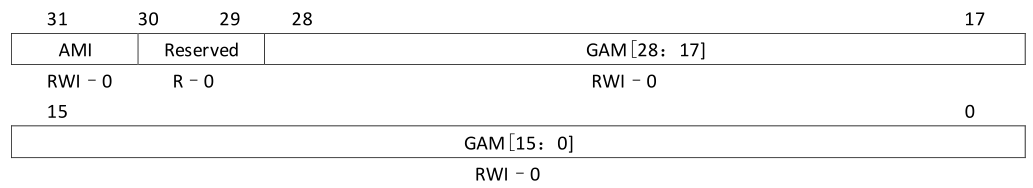 31 30 29 28 17
AMI Reserved GAM[28：17]
RWI－0 R－0 RWI－0
15 0
GAM[15：0]
RWI－0